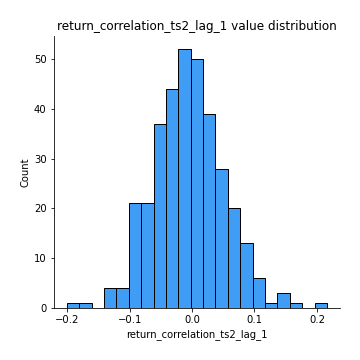 return_correlation_ts2_lag_1 value distribution
50
40
30
20
10
0
Count
−0.2 −0.1 0.0 0.1 0.2
return_correlation_ts2_lag_1